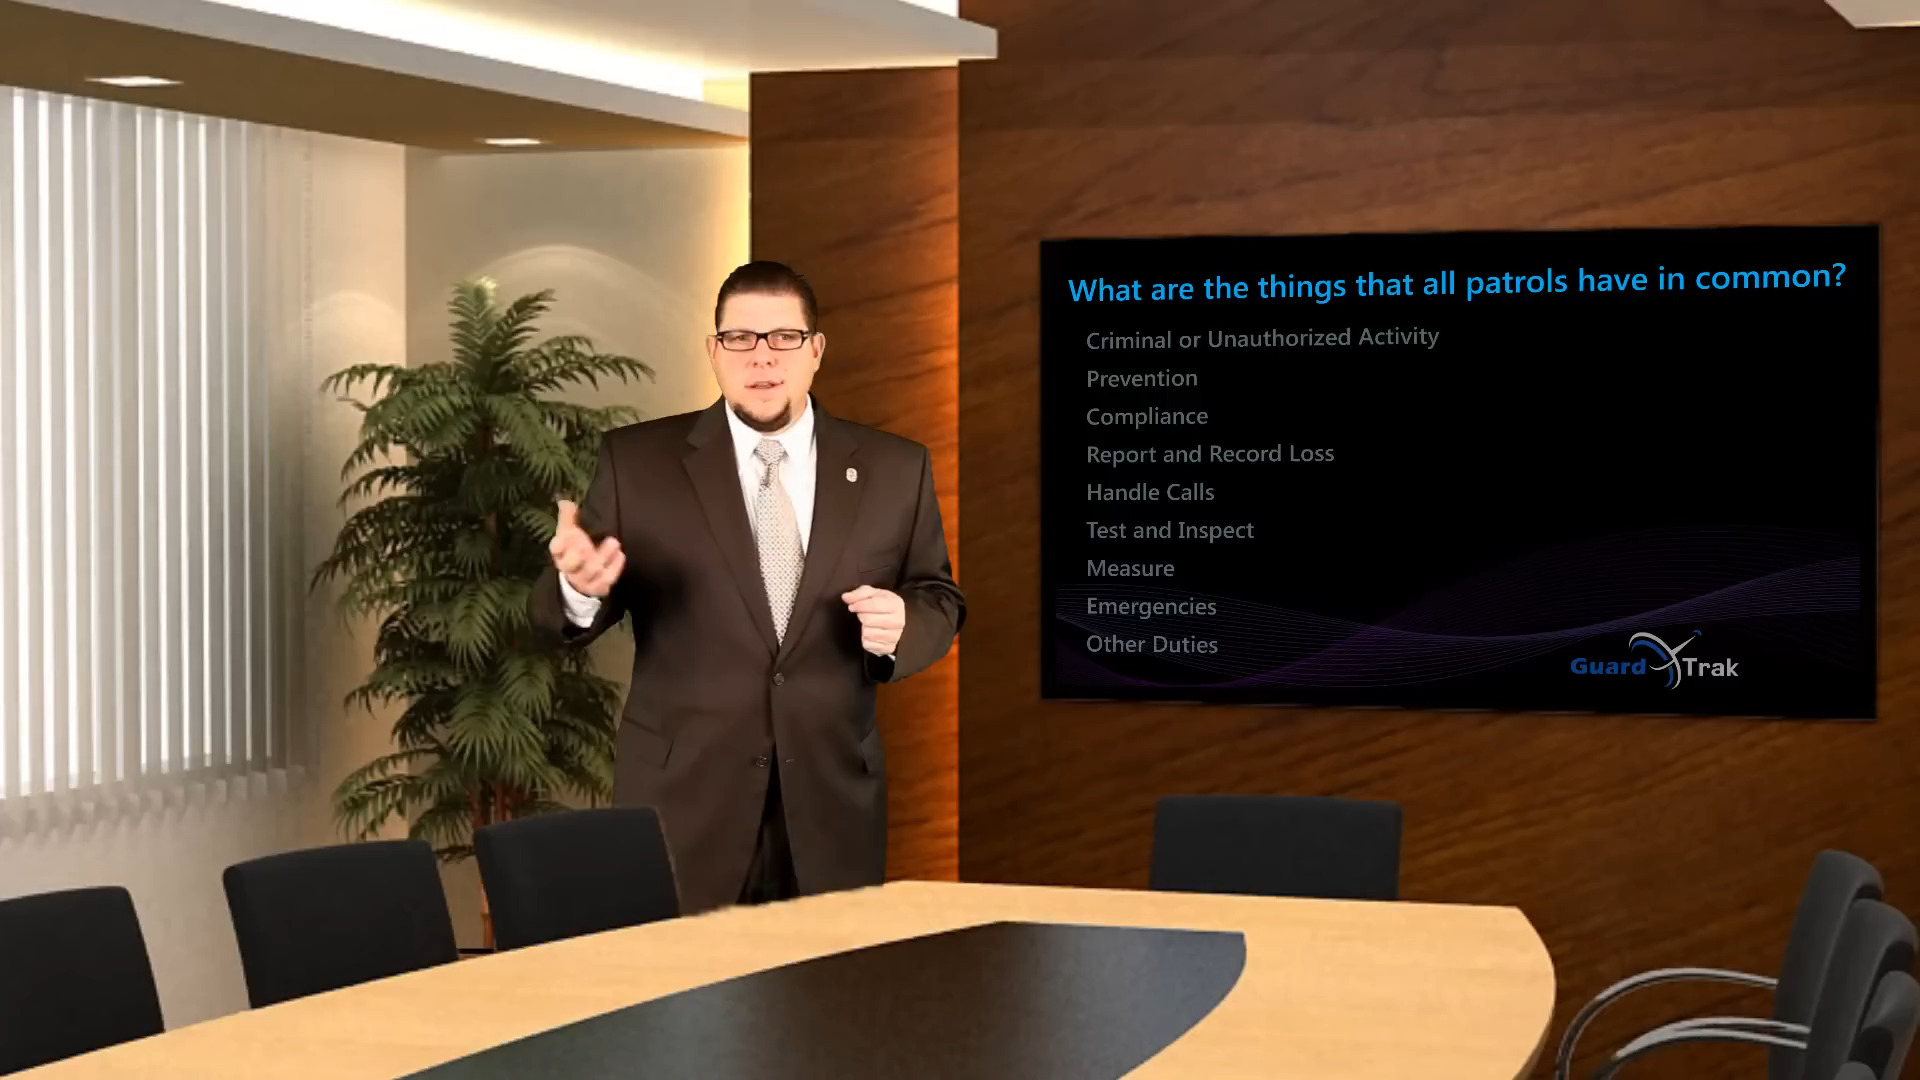 What are the things that all patrols have in common?
Criminal or Unauthorized Activity
Prevention
Compliance
Report and Record Loss
Handle Calls
Test and Inspect
Measure
Emergencies
Other Duties
Guard Trak